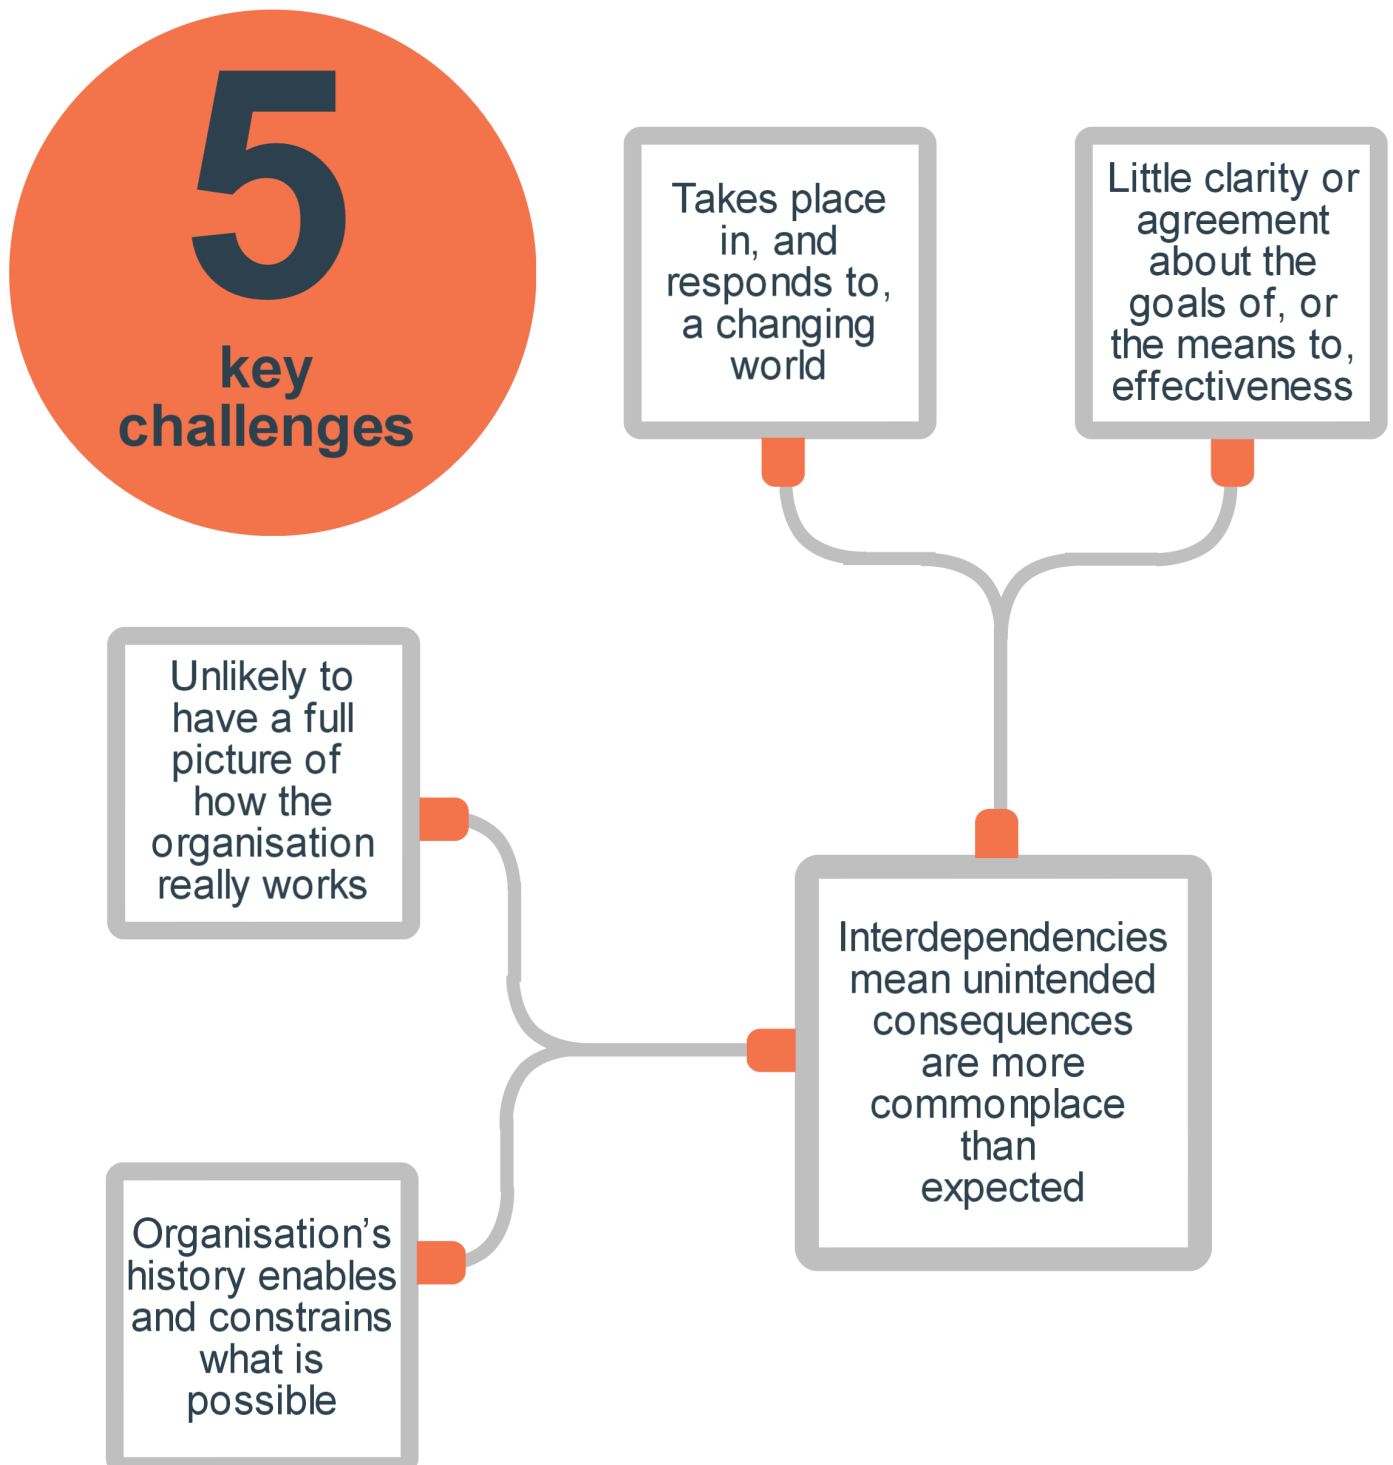 5
key
challenges
Takes place
in, and
responds to,
a changing
world
Little clarity or
agreement
about the
goals of, or
the means to,
effectiveness
Unlikely to
have a full
picture of
how the
organisation
really works
Interdependencies
mean unintended
consequences
are more
commonplace
than
expected
Organisation’s
history enables
and constrains
what is
possible